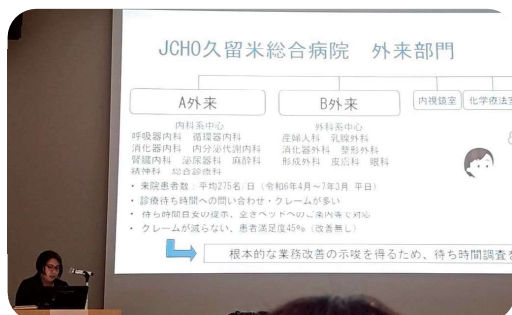 JCHO久留米総合病院 外来部門
A外来
B外来
内視鏡室
化学療法室
内科系中心
呼吸器内科 循環器内科
消化器内科 内分泌代謝内科
腎臓内科 泌尿器科 麻酔科
精神科 総合診療科
外科系中心
産婦人科 乳腺外科
消化器外科 整形外科
形成外科 皮膚科 眼科
・来院患者数：平均275名/日（令和6年4月～7年3月 平日）
・診療待ち時間への問い合わせ・クレームが多い
・待ち時間目安の提示、空きベッドへのご案内等で対応
・クレームが減らない、患者満足度45%（改善無し）
根本的な業務改善の示唆を得るため、待ち時間調査を